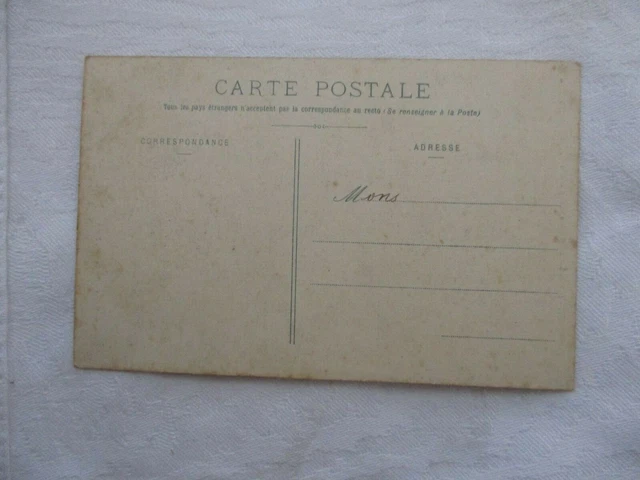 CARTE POSTALE
Tous les pays étrangers n'acceptent pas la correspondance au recto (Se renseigner à la Poste)
CORRESPONDANCE
ADRESSE
Mons